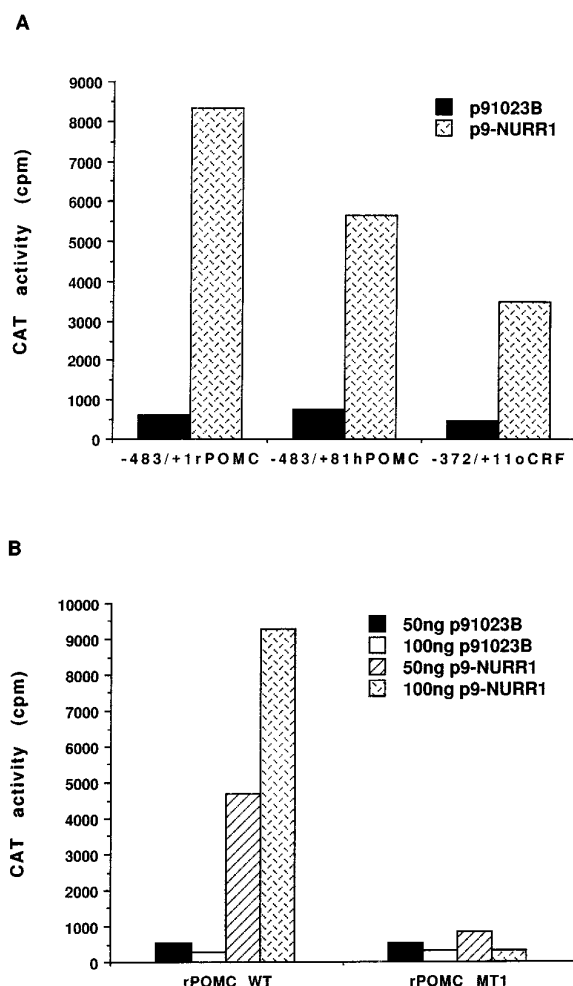 A
9000
8000
7000
6000
5000
4000
3000
2000
1000
0
CAT activity (cpm)
p91023B
p9-NURR1
-483/+1rPOMC
-483/+81hPOMC
-372/+11oCRF
B
10000
9000
8000
7000
6000
5000
4000
3000
2000
1000
0
CAT activity (cpm)
50ng p91023B
100ng p91023B
50ng p9-NURR1
100ng p9-NURR1
rPOMC WT
rPOMC MT1